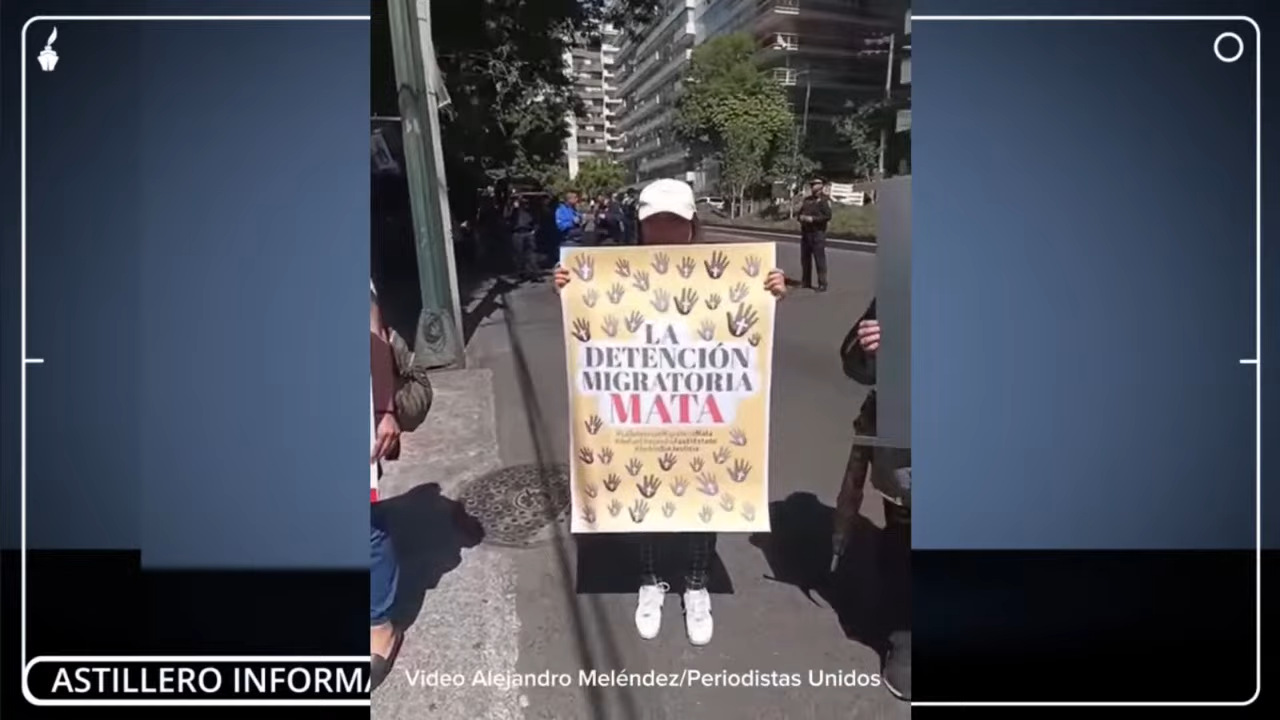 LA
DETENCIÓN
MIGRATORIA
MATA
ASTILLERO INFORMA
Video Alejandro Meléndez/Periodistas Unidos